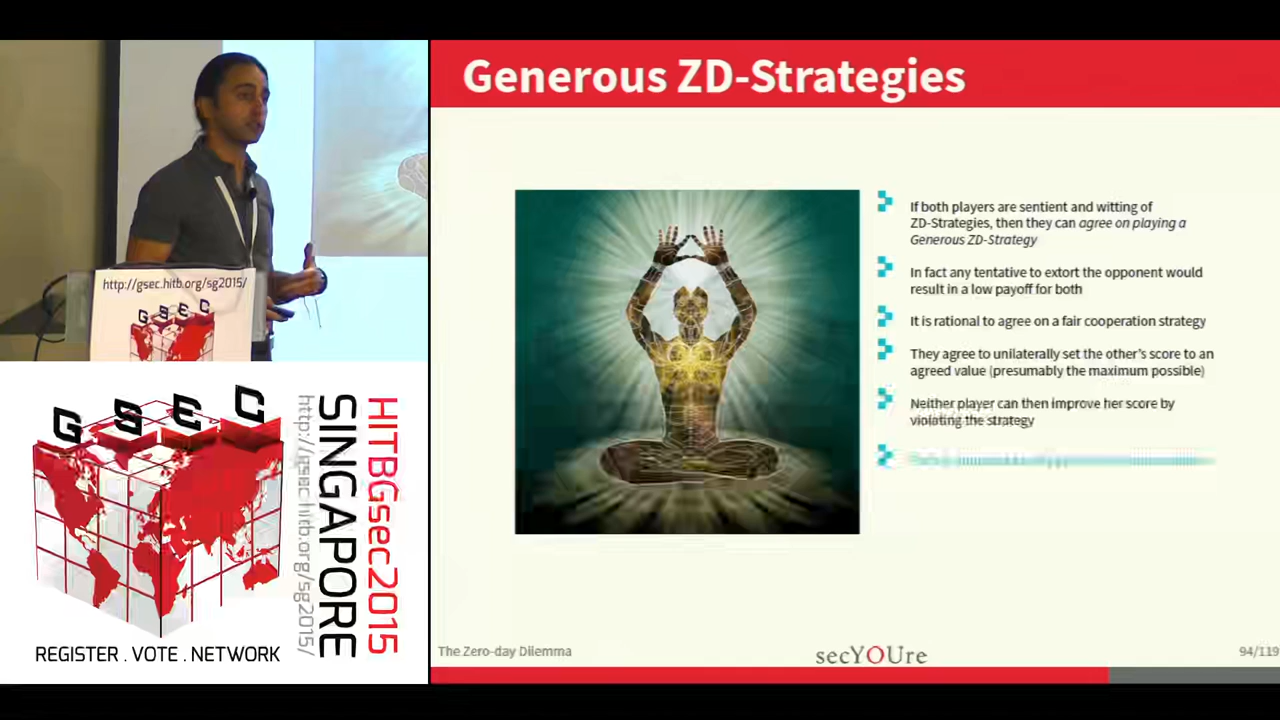 Generous ZD-Strategies
http://gsec.hitb.org/sg2015/
G S E C
If both players are sentient and witting of
ZD-Strategies, then they can agree on playing a
Generous ZD-Strategy
In fact any tentative to extort the opponent would
result in a low payoff for both
It is rational to agree on a fair cooperation strategy
They agree to unilaterally set the other's score to an
agreed value (presumably the maximum possible)
Neither player can then improve her score by
violating the strategy
G S E C
HITBGsec2015
SINGAPORE
http://gsec.hitb.org/sg2015/
REGISTER . VOTE . NETWORK
The Zero-day Dilemma
secYOUre
94/119